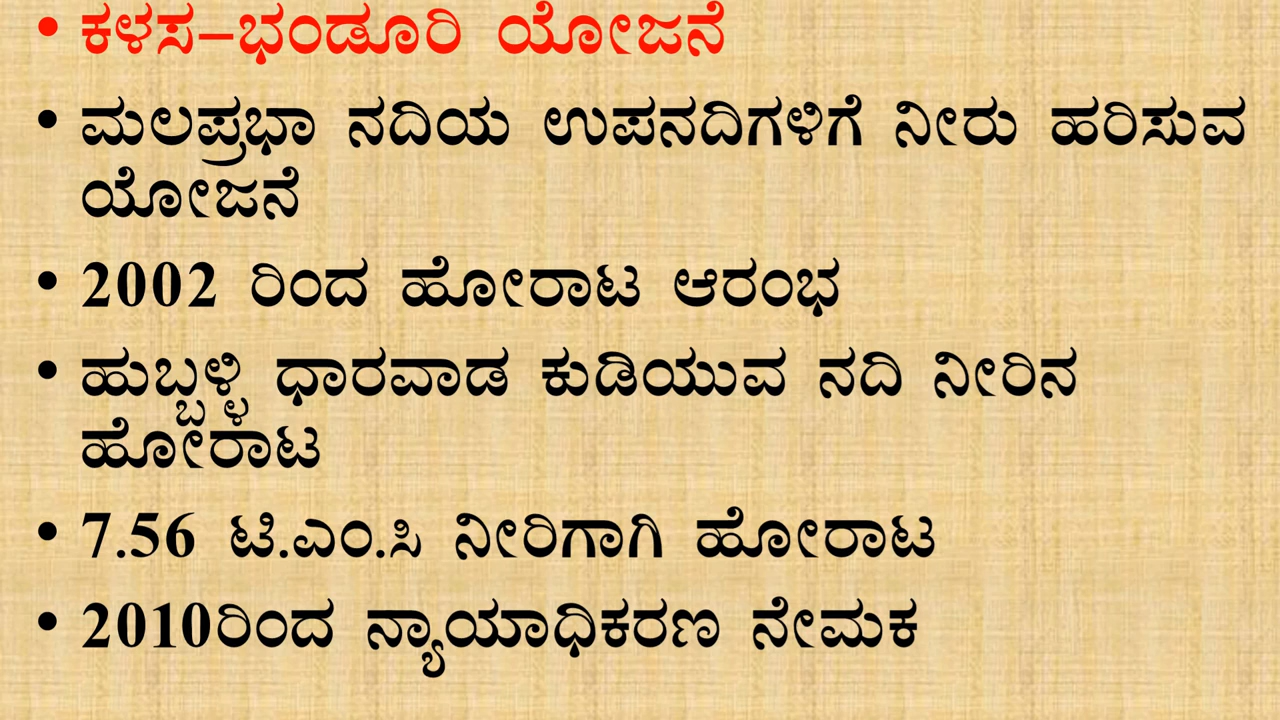 • ಕಳಸ–ಭಂಡೂರಿ ಯೋಜನೆ
• ಮಲಪ್ರಭಾ ನದಿಯ ಉಪನದಿಗಳಿಗೆ ನೀರು ಹರಿಸುವ
ಯೋಜನೆ
• 2002 ರಿಂದ ಹೋರಾಟ ಆರಂಭ
• ಹುಬ್ಬಳ್ಳಿ ಧಾರವಾಡ ಕುಡಿಯುವ ನದಿ ನೀರಿನ
ಹೋರಾಟ
• 7.56 ಟಿ.ಎಂ.ಸಿ ನೀರಿಗಾಗಿ ಹೋರಾಟ
• 2010ರಿಂದ ನ್ಯಾಯಾಧಿಕರಣ ನೇಮಕ